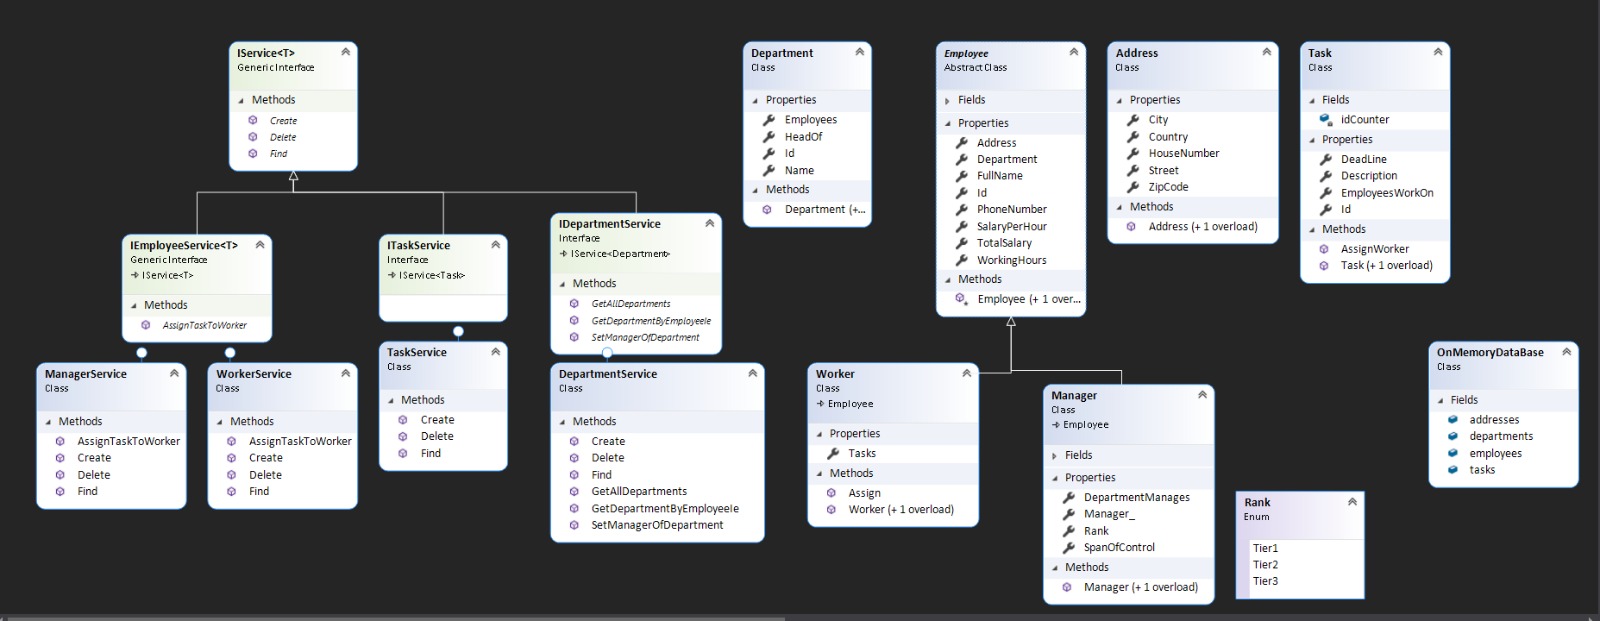 IService<T>
Generic Interface
Methods
Create
Delete
Find
IEmployeeService<T>
Generic Interface
IService<T>
Methods
AssignTaskToWorker
ITaskService
Interface
IService<Task>
IDepartmentService
Interface
IService<Department>
Methods
GetAllDepartments
GetDepartmentByEmployeeIe
SetManagerOfDepartment
ManagerService
Class
Methods
AssignTaskToWorker
Create
Delete
Find
WorkerService
Class
Methods
AssignTaskToWorker
Create
Delete
Find
TaskService
Class
Methods
Create
Delete
Find
DepartmentService
Class
Methods
Create
Delete
Find
GetAllDepartments
GetDepartmentByEmployeeIe
SetManagerOfDepartment
Department
Class
Properties
Employees
HeadOf
Id
Name
Methods
Department (+...
Employee
Abstract Class
Fields
Properties
Address
Department
FullName
Id
PhoneNumber
SalaryPerHour
TotalSalary
WorkingHours
Methods
Employee (+ 1 over...
Address
Class
Properties
City
Country
HouseNumber
Street
ZipCode
Methods
Address (+ 1 overload)
Task
Class
Fields
idCounter
Properties
DeadLine
Description
EmployeesWorkOn
Id
Methods
AssignWorker
Task (+ 1 overload)
Worker
Class
Employee
Properties
Tasks
Methods
Assign
Worker (+ 1 overload)
Manager
Class
Employee
Fields
Properties
DepartmentManages
Manager_
Rank
SpanOfControl
Methods
Manager (+ 1 overload)
OnMemoryDataBase
Class
Fields
addresses
departments
employees
tasks
Rank
Enum
Tier1
Tier2
Tier3